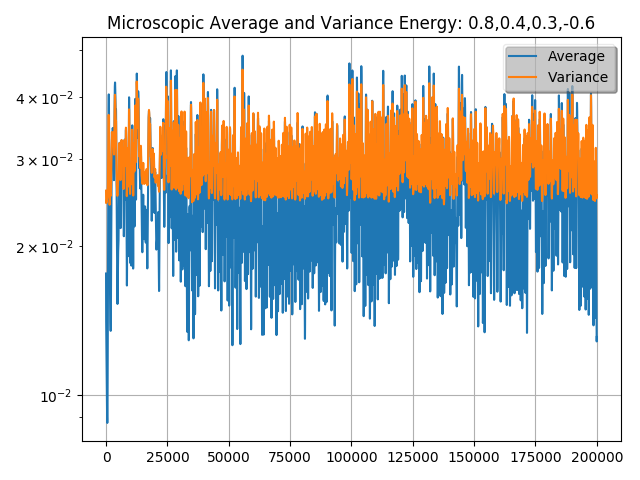 Microscopic Average and Variance Energy: 0.8,0.4,0.3,-0.6
Average
Variance
4 × 10⁻²
3 × 10⁻²
2 × 10⁻²
10⁻²
0 25000 50000 75000 100000 125000 150000 175000 200000